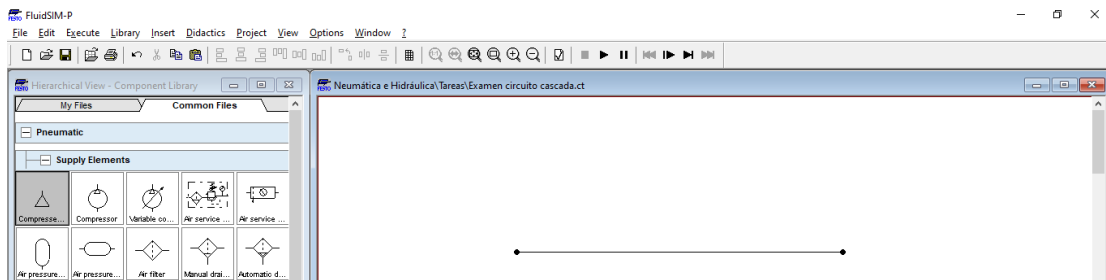 FluidSIM-P
File Edit Execute Library Insert Didactics Project View Options Window ?
Hierarchical View - Component Library
Neumática e Hidráulica\Tareas\Examen circuito cascada.ct
My Files Common Files
Pneumatic
Supply Elements
Compresse... Compressor Variable co... Air service ... Air service ...
Air pressure... Air pressure... Air filter Manual drai... Automatic d...